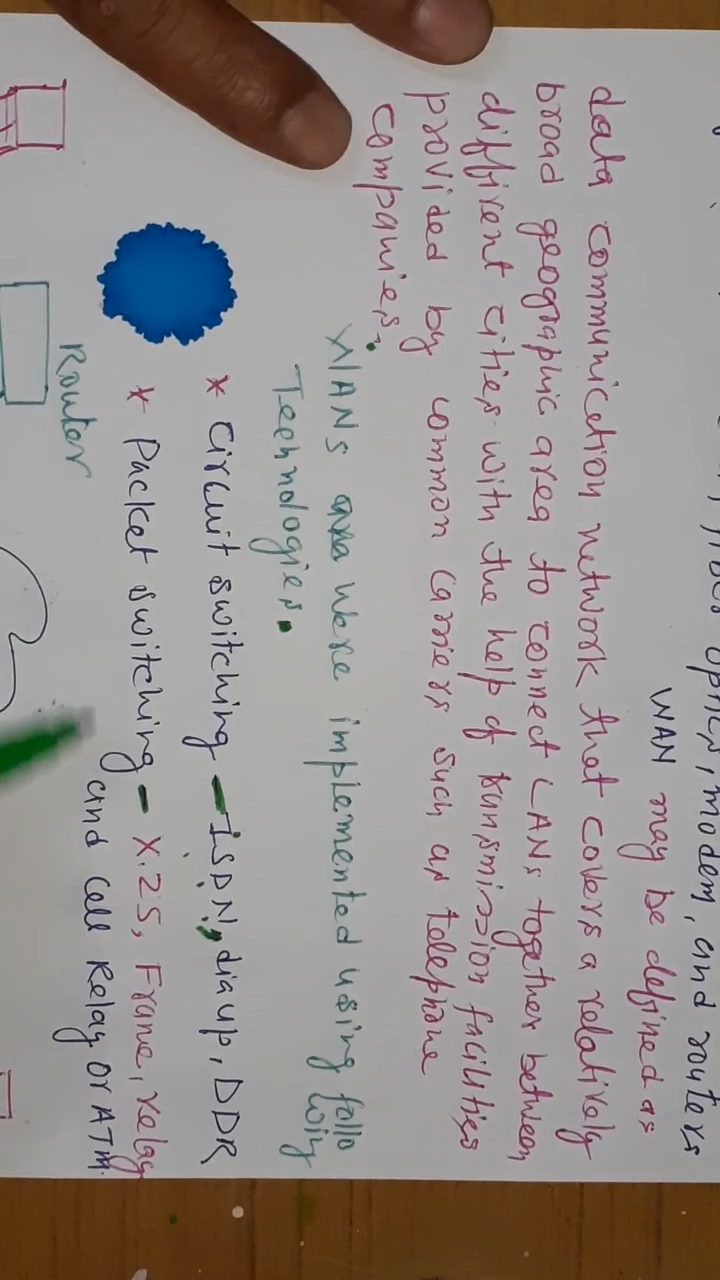 optics, modem, and routers
WAN may be defined as
data communication network that covers a relatively
broad geographic area to connect LANs together between
different cities with the help of transmission facilities
provided by common carriers such as telephone
companies.
WANs were implemented using follo
wing
Technologies.
* Circuit switching - ISDN, diaup, DDR
* Packet switching - X.25, Frame, relay
and cell Relay or ATM.
Router